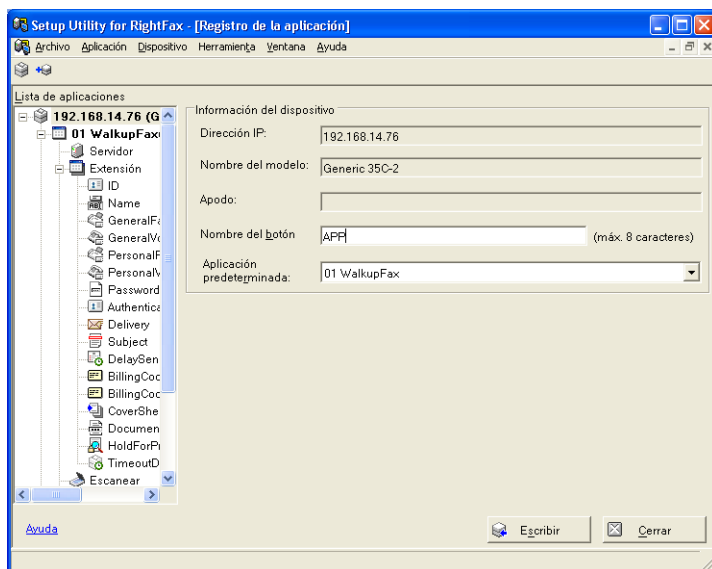 Setup Utility for RightFax - [Registro de la aplicación]
Archivo Aplicación Dispositivo Herramienta Ventana Ayuda
Lista de aplicaciones
192.168.14.76 (G
01 WalkupFax
Servidor
Extensión
ID
Name
GeneralFa
GeneralVo
PersonalF
PersonalV
Password
Authentica
Delivery
Subject
DelaySen
BillingCod
BillingCod
CoverShe
Documen
HoldForPr
TimeoutD
Escanear
Información del dispositivo
Dirección IP: 192.168.14.76
Nombre del modelo: Generic 35C-2
Apodo:
Nombre del botón APP (máx. 8 caracteres)
Aplicación
predeterminada: 01 WalkupFax
Ayuda
Escribir Cerrar